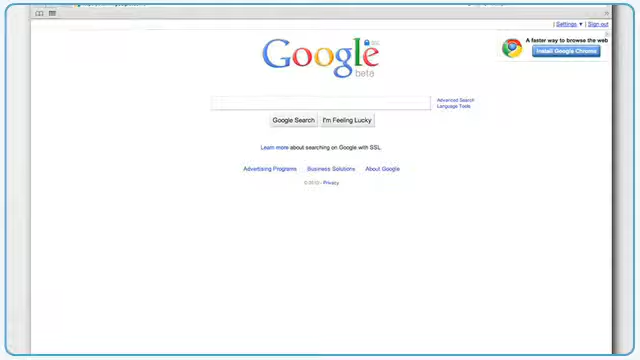 Settings ▼ | Sign out
A faster way to browse the web
Install Google Chrome
Google
beta
Advanced Search
Language Tools
Google Search
I'm Feeling Lucky
Learn more about searching on Google with SSL
Advertising Programs Business Solutions About Google
©2010 - Privacy